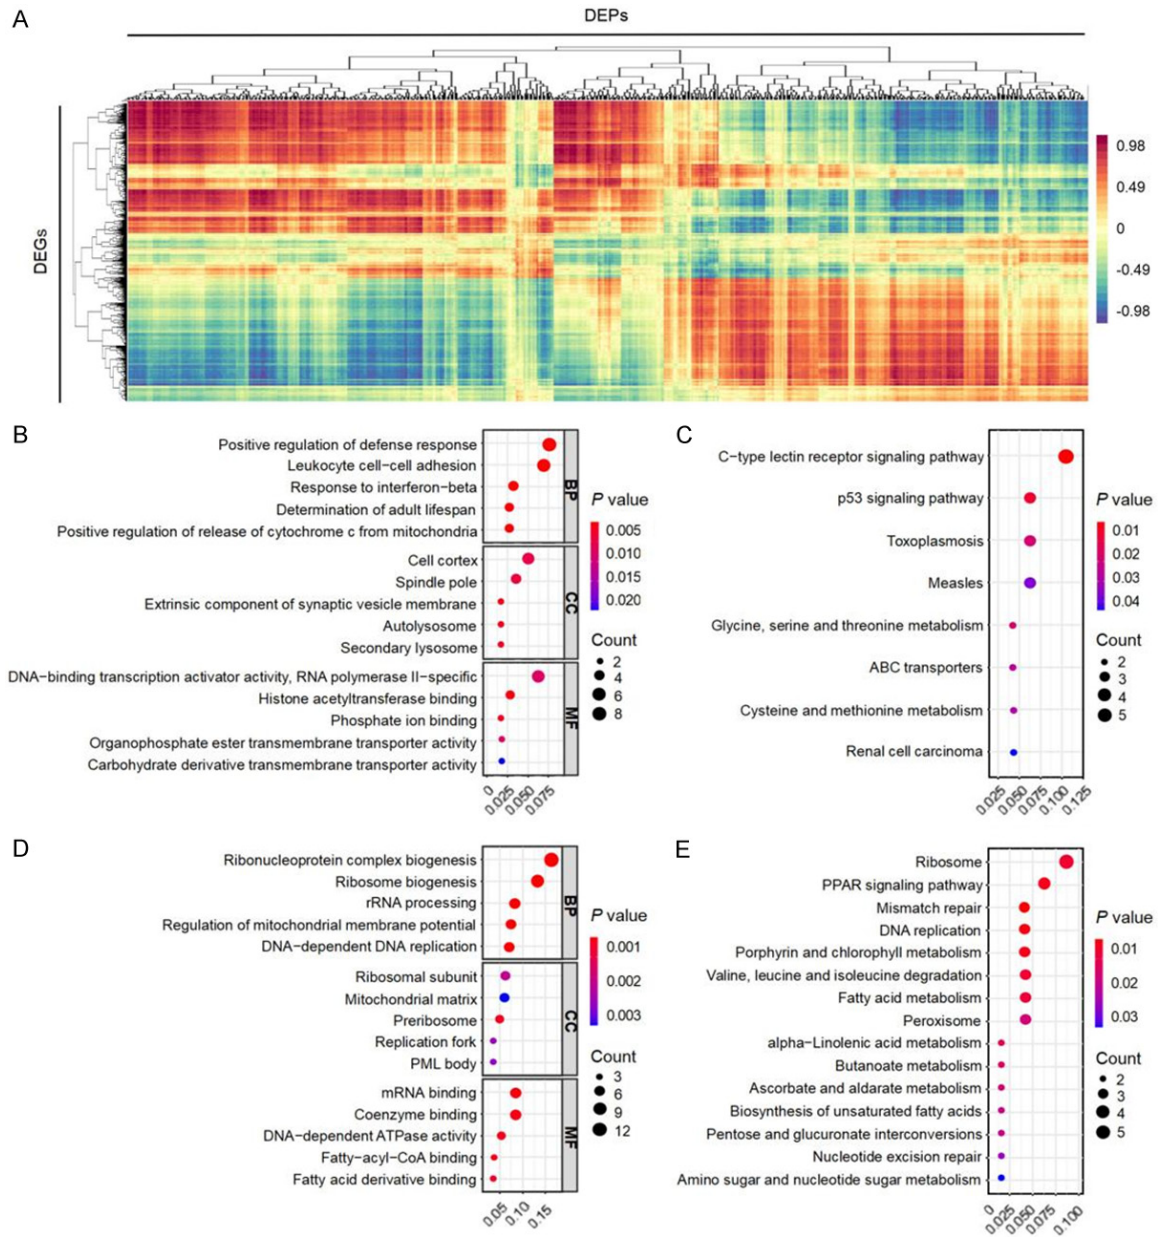 A
DEPs
DEGs
0.98
0.49
0
-0.49
-0.98
B
Positive regulation of defense response
Leukocyte cell−cell adhesion
Response to interferon-beta
Determination of adult lifespan
Positive regulation of release of cytochrome c from mitochondria
BP
Cell cortex
Spindle pole
Extrinsic component of synaptic vesicle membrane
Autolysosome
Secondary lysosome
CC
DNA-binding transcription activator activity, RNA polymerase II−specific
Histone acetyltransferase binding
Phosphate ion binding
Organophosphate ester transmembrane transporter activity
Carbohydrate derivative transmembrane transporter activity
MF
0
0.025
0.050
0.075
P value
0.005
0.010
0.015
0.020
Count
2
4
6
8
C
C−type lectin receptor signaling pathway
p53 signaling pathway
Toxoplasmosis
Measles
Glycine, serine and threonine metabolism
ABC transporters
Cysteine and methionine metabolism
Renal cell carcinoma
0.025
0.050
0.075
0.100
0.125
P value
0.01
0.02
0.03
0.04
Count
2
3
4
5
D
Ribonucleoprotein complex biogenesis
Ribosome biogenesis
rRNA processing
Regulation of mitochondrial membrane potential
DNA−dependent DNA replication
BP
Ribosomal subunit
Mitochondrial matrix
Preribosome
Replication fork
PML body
CC
mRNA binding
Coenzyme binding
DNA−dependent ATPase activity
Fatty−acyl−CoA binding
Fatty acid derivative binding
MF
0.05
0.10
0.15
P value
0.001
0.002
0.003
Count
3
6
9
12
E
Ribosome
PPAR signaling pathway
Mismatch repair
DNA replication
Porphyrin and chlorophyll metabolism
Valine, leucine and isoleucine degradation
Fatty acid metabolism
Peroxisome
alpha−Linolenic acid metabolism
Butanoate metabolism
Ascorbate and aldarate metabolism
Biosynthesis of unsaturated fatty acids
Pentose and glucuronate interconversions
Nucleotide excision repair
Amino sugar and nucleotide sugar metabolism
0
0.025
0.050
0.075
0.100
P value
0.01
0.02
0.03
Count
2
3
4
5